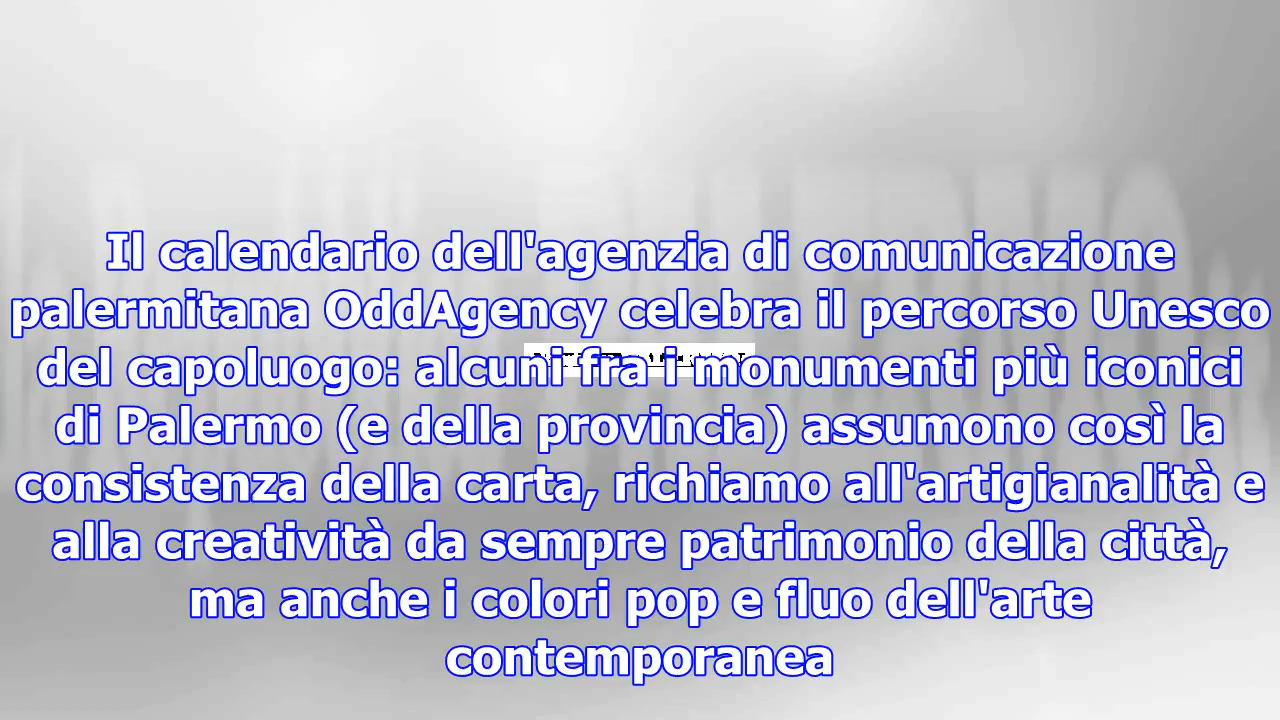 Il calendario dell'agenzia di comunicazione
palermitana OddAgency celebra il percorso Unesco
del capoluogo: alcuni fra i monumenti più iconici
di Palermo (e della provincia) assumono così la
consistenza della carta, richiamo all'artigianalità e
alla creatività da sempre patrimonio della città,
ma anche i colori pop e fluo dell'arte
contemporanea